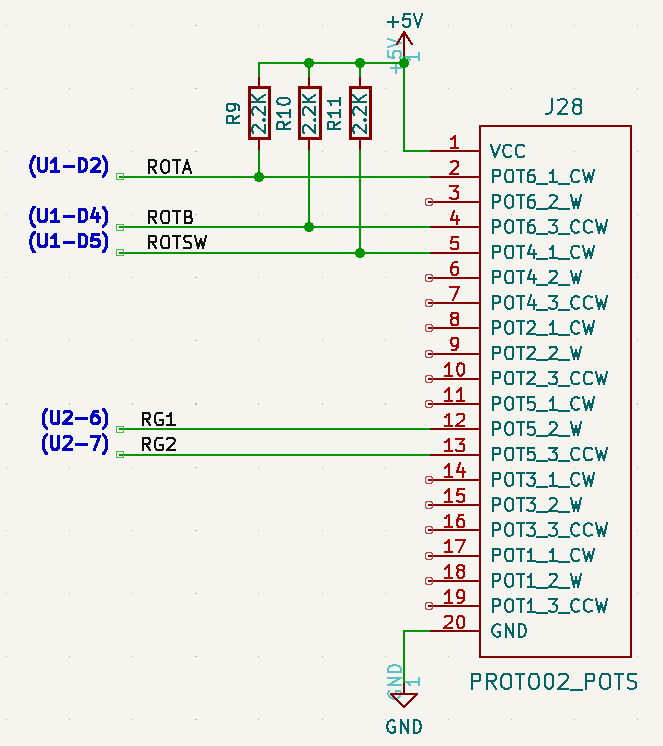 +5V
+5V
1
R9
2.2K
R10
2.2K
R11
2.2K
J28
1 VCC
(U1-D2) ROTA 2 POT6_1_CW
3 POT6_2_W
(U1-D4) ROTB 4 POT6_3_CCW
(U1-D5) ROTSW 5 POT4_1_CW
6 POT4_2_W
7 POT4_3_CCW
8 POT2_1_CW
9 POT2_2_W
10 POT2_3_CCW
11 POT5_1_CW
(U2-6) RG1 12 POT5_2_W
(U2-7) RG2 13 POT5_3_CCW
14 POT3_1_CW
15 POT3_2_W
16 POT3_3_CCW
17 POT1_1_CW
18 POT1_2_W
19 POT1_3_CCW
20 GND
GND
1
PROTO02_POTS
GND